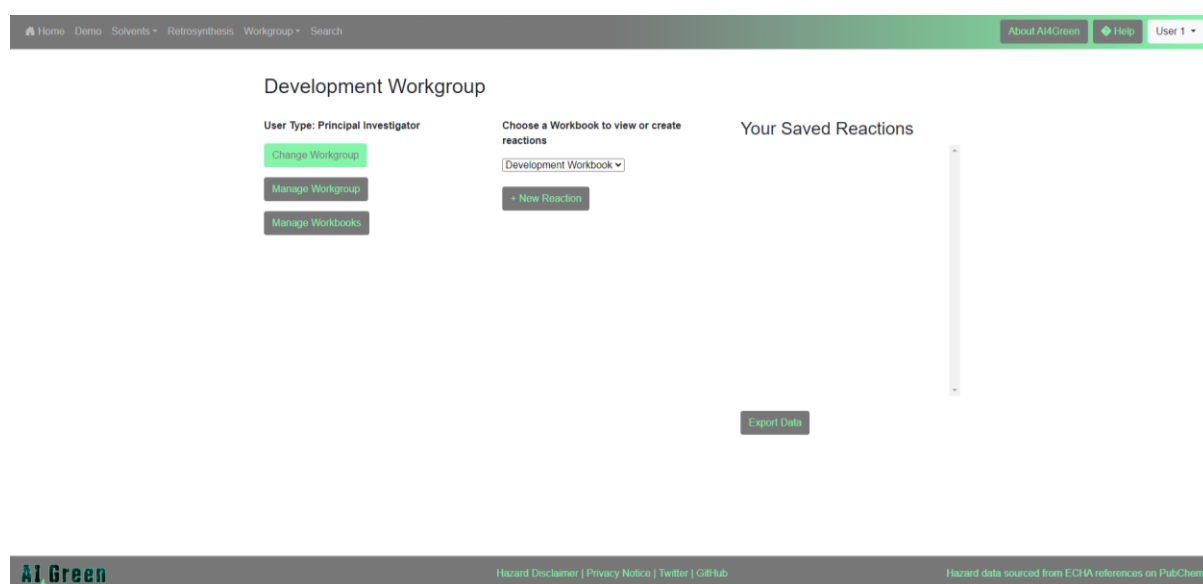 Home Demo Solvents Retrosynthesis Workgroup Search About AI4Green Help User 1
Development Workgroup
User Type: Principal Investigator
Change Workgroup
Manage Workgroup
Manage Workbooks
Choose a Workbook to view or create
reactions
Development Workbook
+ New Reaction
Your Saved Reactions
Export Data
AI Green
Hazard Disclaimer | Privacy Notice | Twitter | GitHub
Hazard data sourced from ECHA references on PubChem